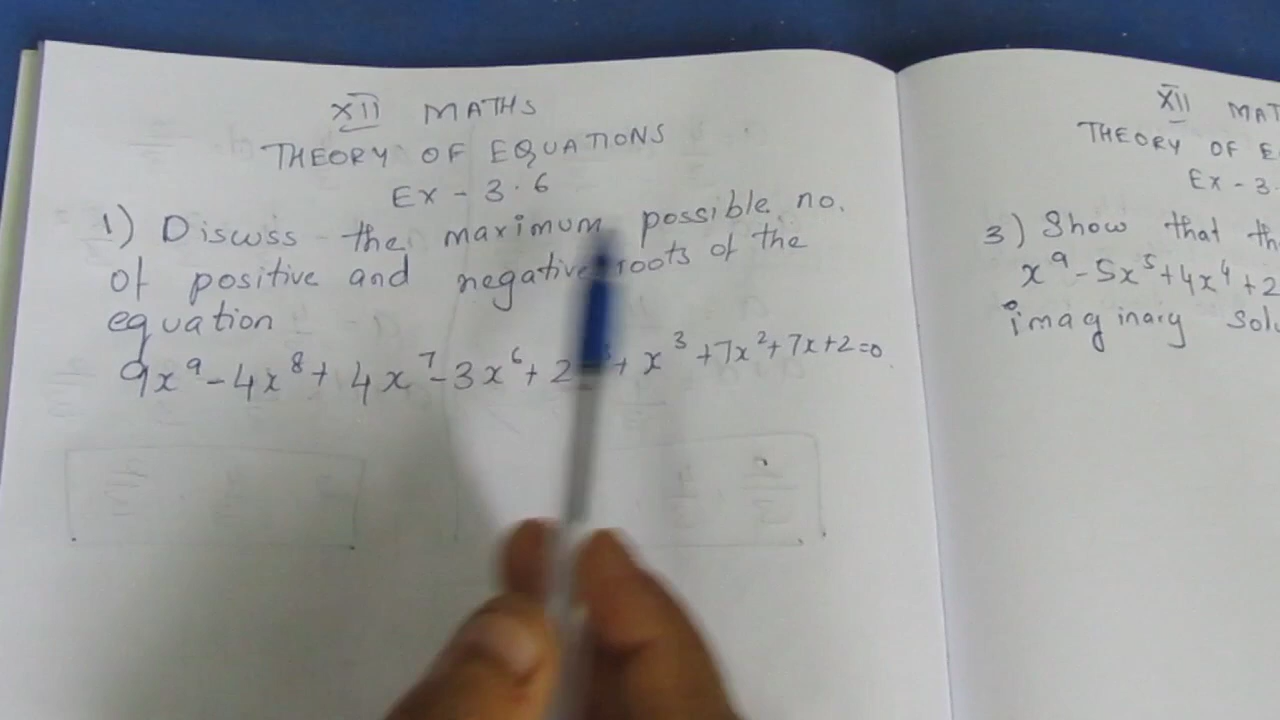 XII MATHS
THEORY OF EQUATIONS
EX - 3.6
1) Discuss the maximum possible no.
of positive and negative roots of the
equation
9x⁹ - 4x⁸ + 4x⁷ - 3x⁶ + 2 + x³ + 7x² + 7x + 2 = 0
XII MAT
THEORY OF E
EX - 3.
3) Show that th
x⁹ - 5x⁵ + 4x⁴ + 2
imaginary solu